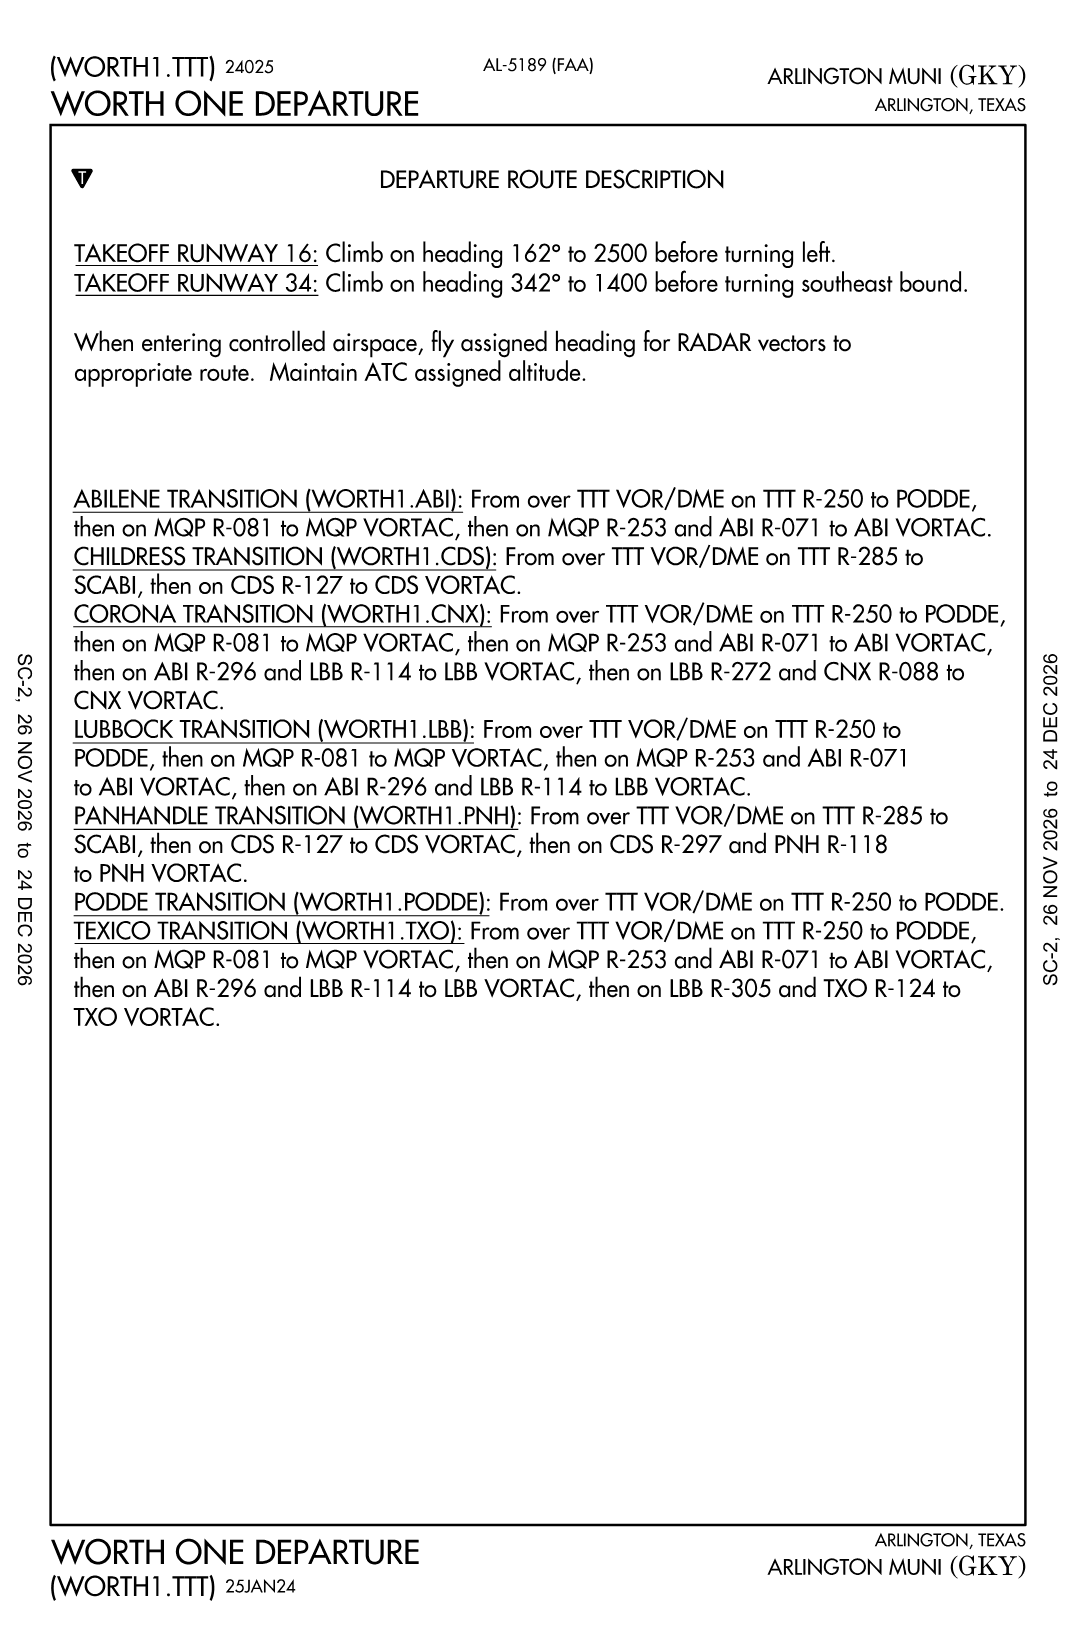 (WORTH1.TTT) 24025
AL-5189 (FAA)
ARLINGTON MUNI (GKY)
WORTH ONE DEPARTURE
ARLINGTON, TEXAS
T
DEPARTURE ROUTE DESCRIPTION
TAKEOFF RUNWAY 16: Climb on heading 162° to 2500 before turning left.
TAKEOFF RUNWAY 34: Climb on heading 342° to 1400 before turning southeast bound.
When entering controlled airspace, fly assigned heading for RADAR vectors to
appropriate route.  Maintain ATC assigned altitude.
ABILENE TRANSITION (WORTH1.ABI): From over TTT VOR/DME on TTT R-250 to PODDE,
then on MQP R-081 to MQP VORTAC, then on MQP R-253 and ABI R-071 to ABI VORTAC.
CHILDRESS TRANSITION (WORTH1.CDS): From over TTT VOR/DME on TTT R-285 to
SCABI, then on CDS R-127 to CDS VORTAC.
CORONA TRANSITION (WORTH1.CNX): From over TTT VOR/DME on TTT R-250 to PODDE,
then on MQP R-081 to MQP VORTAC, then on MQP R-253 and ABI R-071 to ABI VORTAC,
then on ABI R-296 and LBB R-114 to LBB VORTAC, then on LBB R-272 and CNX R-088 to
CNX VORTAC.
LUBBOCK TRANSITION (WORTH1.LBB): From over TTT VOR/DME on TTT R-250 to
PODDE, then on MQP R-081 to MQP VORTAC, then on MQP R-253 and ABI R-071
to ABI VORTAC, then on ABI R-296 and LBB R-114 to LBB VORTAC.
PANHANDLE TRANSITION (WORTH1.PNH): From over TTT VOR/DME on TTT R-285 to
SCABI, then on CDS R-127 to CDS VORTAC, then on CDS R-297 and PNH R-118
to PNH VORTAC.
PODDE TRANSITION (WORTH1.PODDE): From over TTT VOR/DME on TTT R-250 to PODDE.
TEXICO TRANSITION (WORTH1.TXO): From over TTT VOR/DME on TTT R-250 to PODDE,
then on MQP R-081 to MQP VORTAC, then on MQP R-253 and ABI R-071 to ABI VORTAC,
then on ABI R-296 and LBB R-114 to LBB VORTAC, then on LBB R-305 and TXO R-124 to
TXO VORTAC.
SC-2, 26 NOV 2026 to 24 DEC 2026
SC-2, 26 NOV 2026 to 24 DEC 2026
WORTH ONE DEPARTURE
(WORTH1.TTT) 25JAN24
ARLINGTON, TEXAS
ARLINGTON MUNI (GKY)